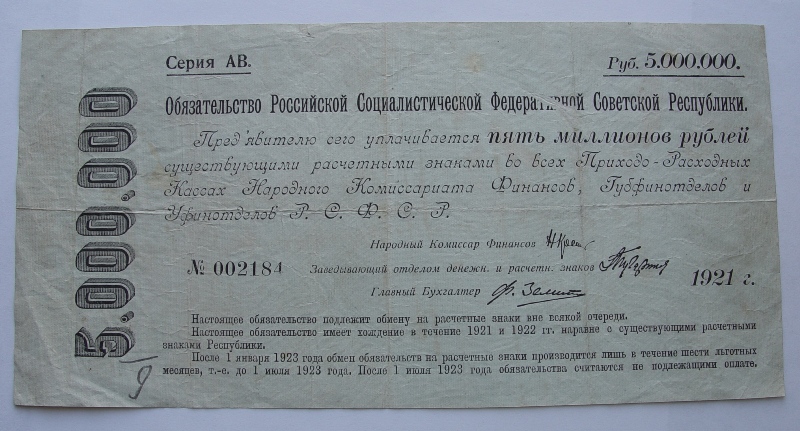 Серия АВ.
Руб. 5.000.000.
Обязательство Российской Социалистической Федеративной Советской Республики.
Пред'явителю сего уплачивается пять миллионов рублей
существующими расчетными знаками во всех Приходо-Расходных
Кассах Народного Комиссариата Финансов, Губфинотделов и
Уфинотделов Р. С. Ф. С. Р.
5.000,000
Народный Комиссар Финансов
№ 002184 Заведывающий отделом денежн. и расчетн. знаков
1921 г.
Главный Бухгалтер
Настоящее обязательство подлежит обмену на расчетные знаки вне всякой очереди.
Настоящее обязательство имеет хождение в течение 1921 и 1922 гг. наравне с существующими расчетными
знаками Республики.
После 1 января 1923 года обмен обязательств на расчетные знаки производится лишь в течение шести льготных
месяцев, т.-е. до 1 июля 1923 года. После 1 июля 1923 года обязательства считаются не подлежащими оплате.